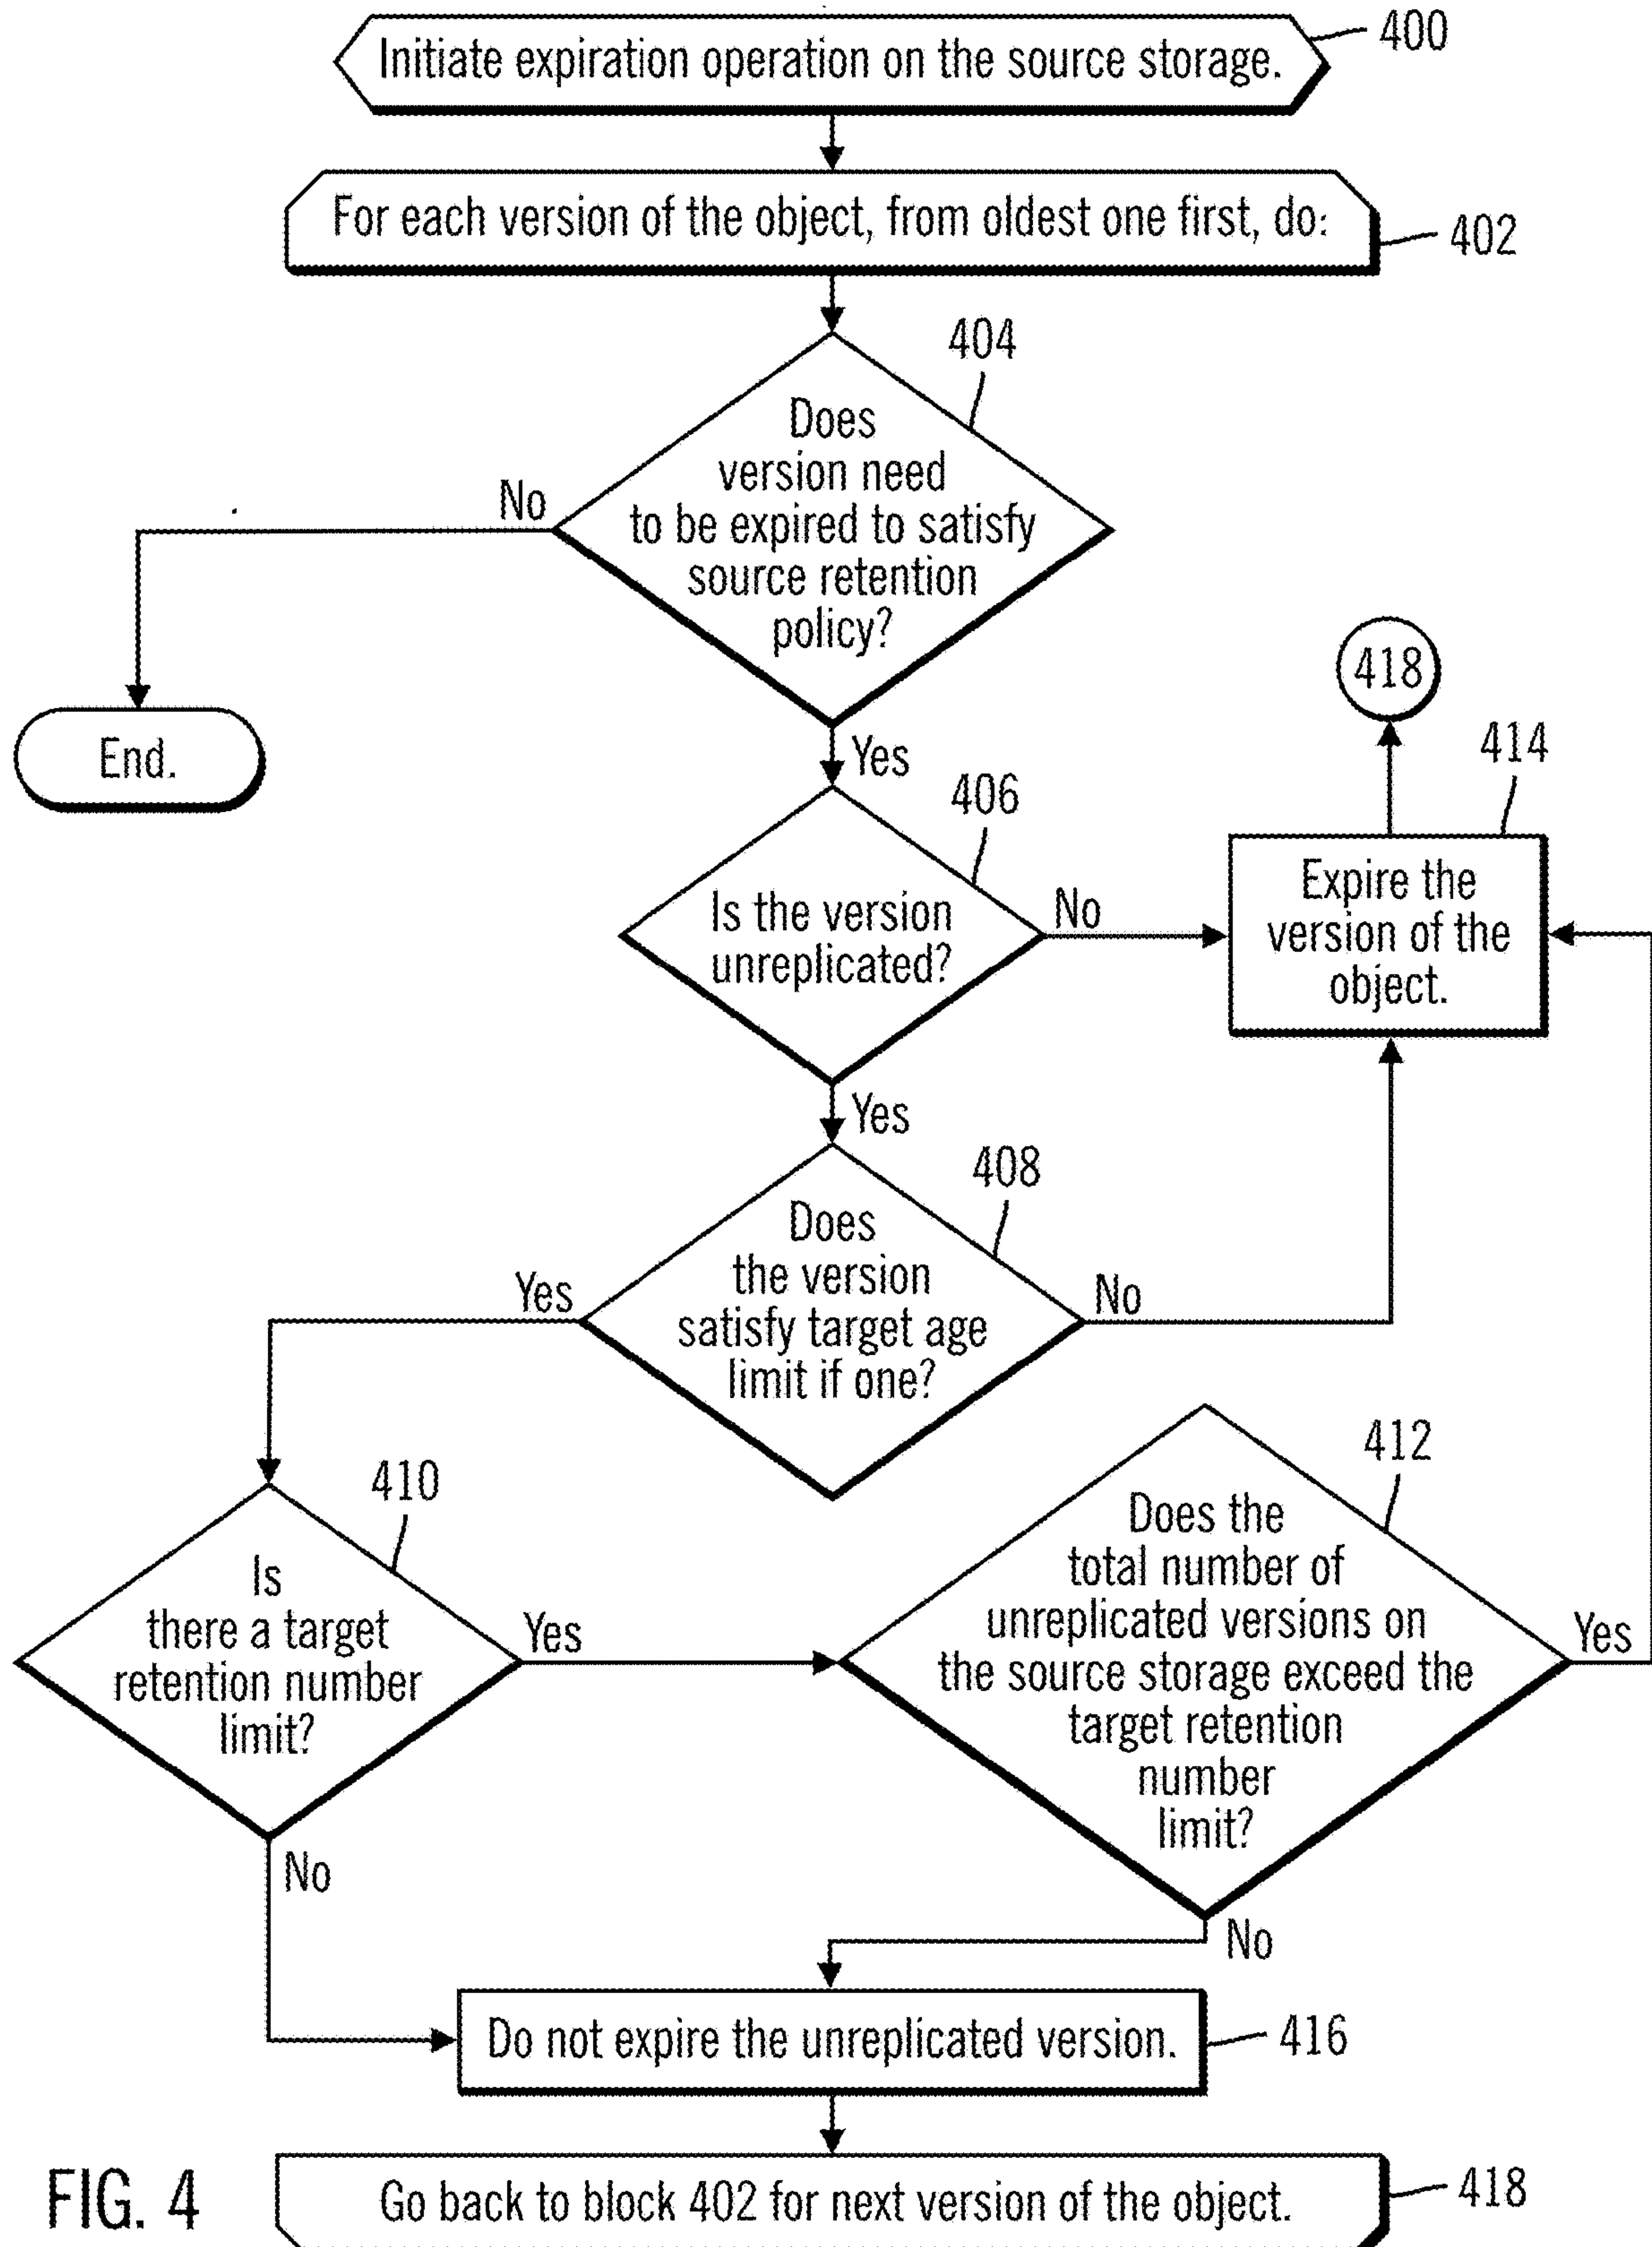 400
Initiate expiration operation on the source storage.
For each version of the object, from oldest one first, do:
402
404
Does
version need
to be expired to satisfy
source retention
policy?
No
End.
Yes
418
414
406
Is the version
unreplicated?
No
Expire the
version of the
object.
Yes
408
Does
the version
satisfy target age
limit if one?
Yes
No
410
Is
there a target
retention number
limit?
Yes
No
412
Does the
total number of
unreplicated versions on
the source storage exceed the
target retention
number
limit?
Yes
No
Do not expire the unreplicated version.
416
Go back to block 402 for next version of the object.
418
FIG. 4